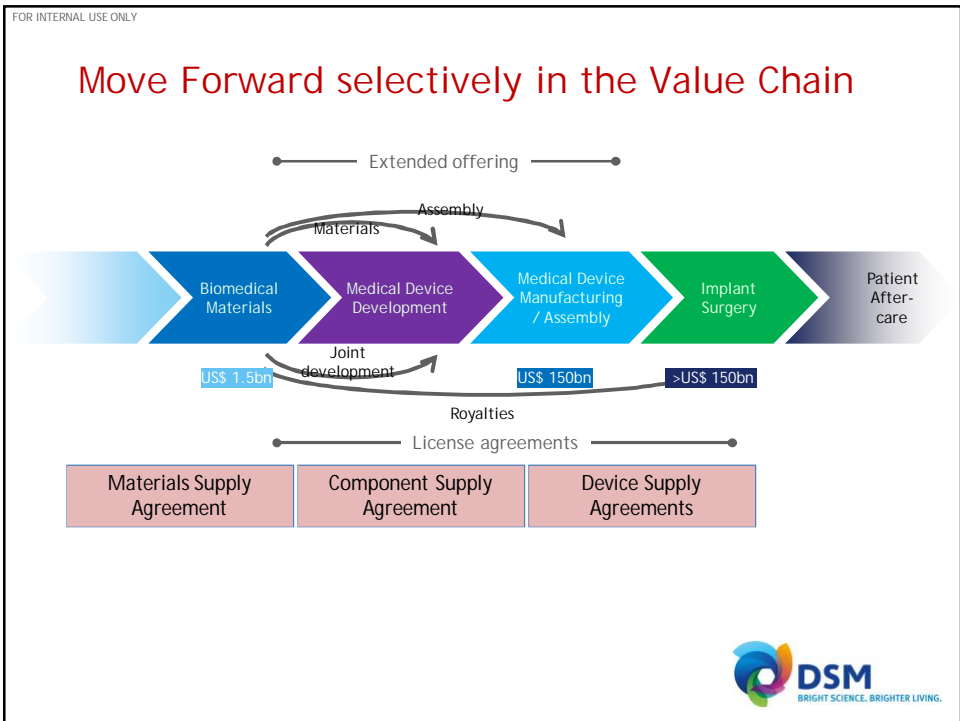 FOR INTERNAL USE ONLY
Move Forward selectively in the Value Chain
Extended offering
Assembly
Materials
Biomedical
Materials
Medical Device
Development
Medical Device
Manufacturing
/ Assembly
Implant
Surgery
Patient
After-
care
Joint
development
US$ 1.5bn
US$ 150bn
>US$ 150bn
Royalties
License agreements
Materials Supply
Agreement
Component Supply
Agreement
Device Supply
Agreements
DSM
BRIGHT SCIENCE. BRIGHTER LIVING.